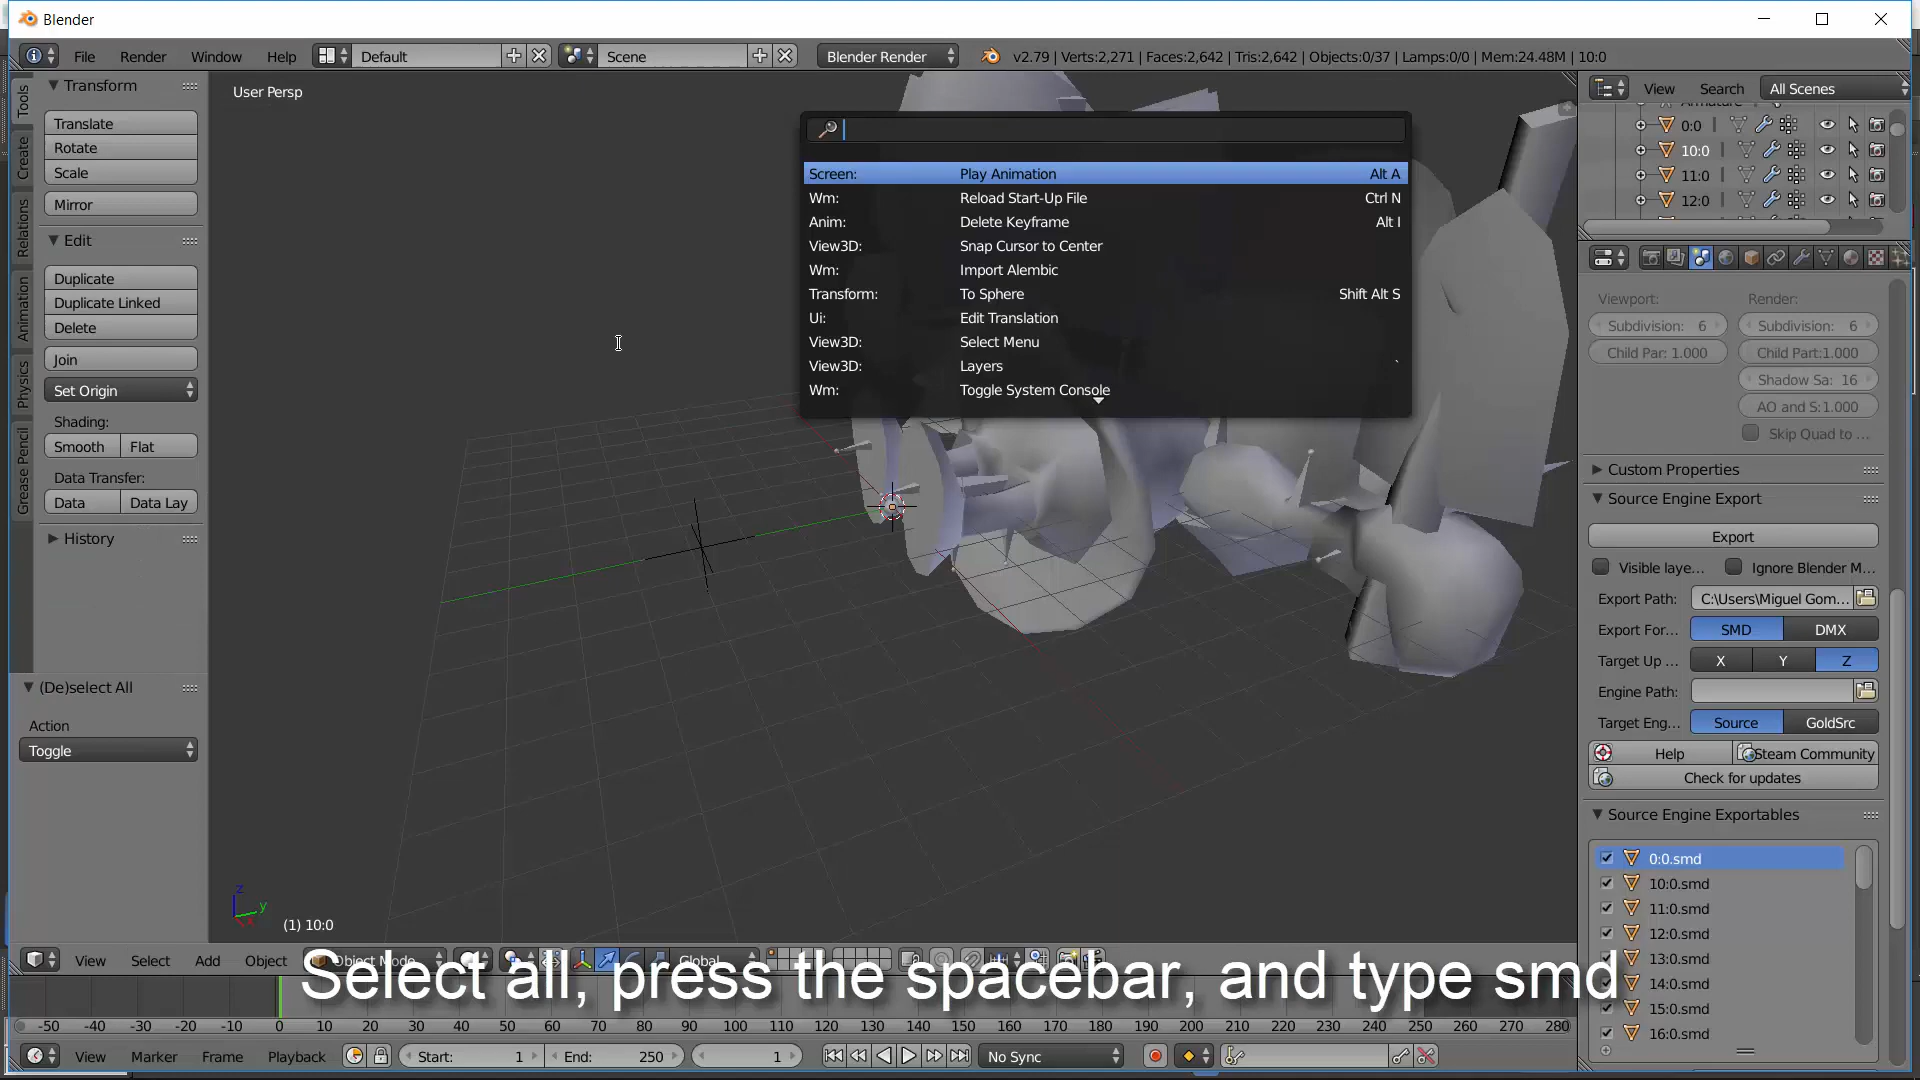 Blender
File Render Window Help Default Scene Blender Render v2.79 | Verts:2,271 | Faces:2,642 | Tris:2,642 | Objects:0/37 | Lamps:0/0 | Mem:24.48M | 10:0
Tools
Create
Relations
Animation
Physics
Grease Pencil
Transform
Translate
Rotate
Scale
Mirror
Edit
Duplicate
Duplicate Linked
Delete
Join
Set Origin
Shading:
Smooth Flat
Data Transfer:
Data Data Lay
History
(De)select All
Action
Toggle
User Persp
Screen: Play Animation Alt A
Wm: Reload Start-Up File Ctrl N
Anim: Delete Keyframe Alt I
View3D: Snap Cursor to Center
Wm: Import Alembic
Transform: To Sphere Shift Alt S
Ui: Edit Translation
View3D: Select Menu
View3D: Layers `
Wm: Toggle System Console
z
y
x
(1) 10:0
View Select Add Object Object Mode Global
Select all, press the spacebar, and type smd
View Search All Scenes
Armature
0:0
10:0
11:0
12:0
Viewport: Render:
Subdivision: 6 Subdivision: 6
Child Par: 1.000 Child Part:1.000
Shadow Sa: 16
AO and S:1.000
Skip Quad to ...
Custom Properties
Source Engine Export
Export
Visible laye... Ignore Blender M...
Export Path: C:\Users\Miguel Gom...
Export For... SMD DMX
Target Up ... X Y Z
Engine Path:
Target Eng... Source GoldSrc
Help Steam Community
Check for updates
Source Engine Exportables
0:0.smd
10:0.smd
11:0.smd
12:0.smd
13:0.smd
14:0.smd
15:0.smd
16:0.smd
-50 -40 -30 -20 -10 0 10 20 30 40 50 60 70 80 90 100 110 120 130 140 150 160 170 180 190 200 210 220 230 240 250 260 270 280
View Marker Frame Playback Start: 1 End: 250 1 No Sync